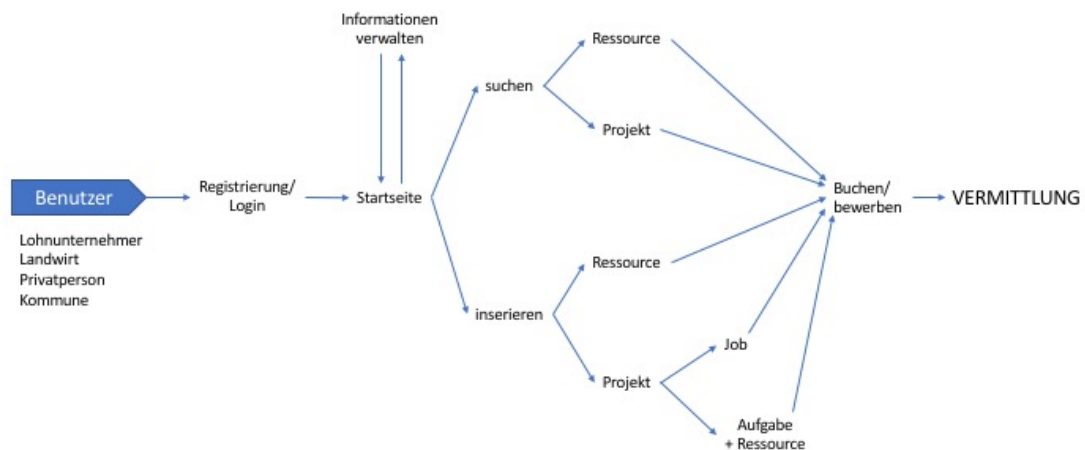 Informationen
verwalten
Ressource
suchen
Projekt
Benutzer
Registrierung/
Login
Startseite
Buchen/
bewerben
VERMITTLUNG
Lohnunternehmer
Landwirt
Privatperson
Kommune
Ressource
inserieren
Job
Projekt
Aufgabe
+ Ressource